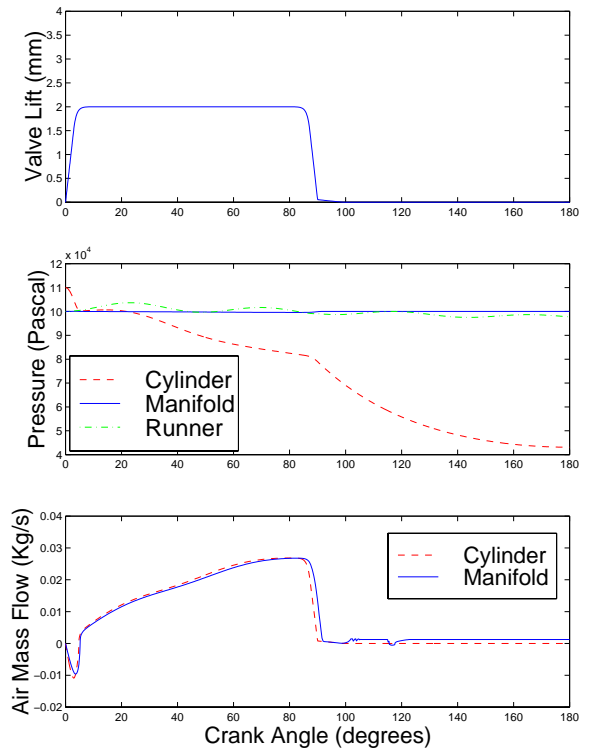 4
3.5
3
2.5
2
1.5
1
0.5
0
Valve Lift (mm)
0 20 40 60 80 100 120 140 160 180
x 10^4
12
11
10
9
8
7
6
5
4
Pressure (Pascal)
Cylinder
Manifold
Runner
0 20 40 60 80 100 120 140 160 180
0.04
0.03
0.02
0.01
0
−0.01
−0.02
Air Mass Flow (Kg/s)
Cylinder
Manifold
0 20 40 60 80 100 120 140 160 180
Crank Angle (degrees)